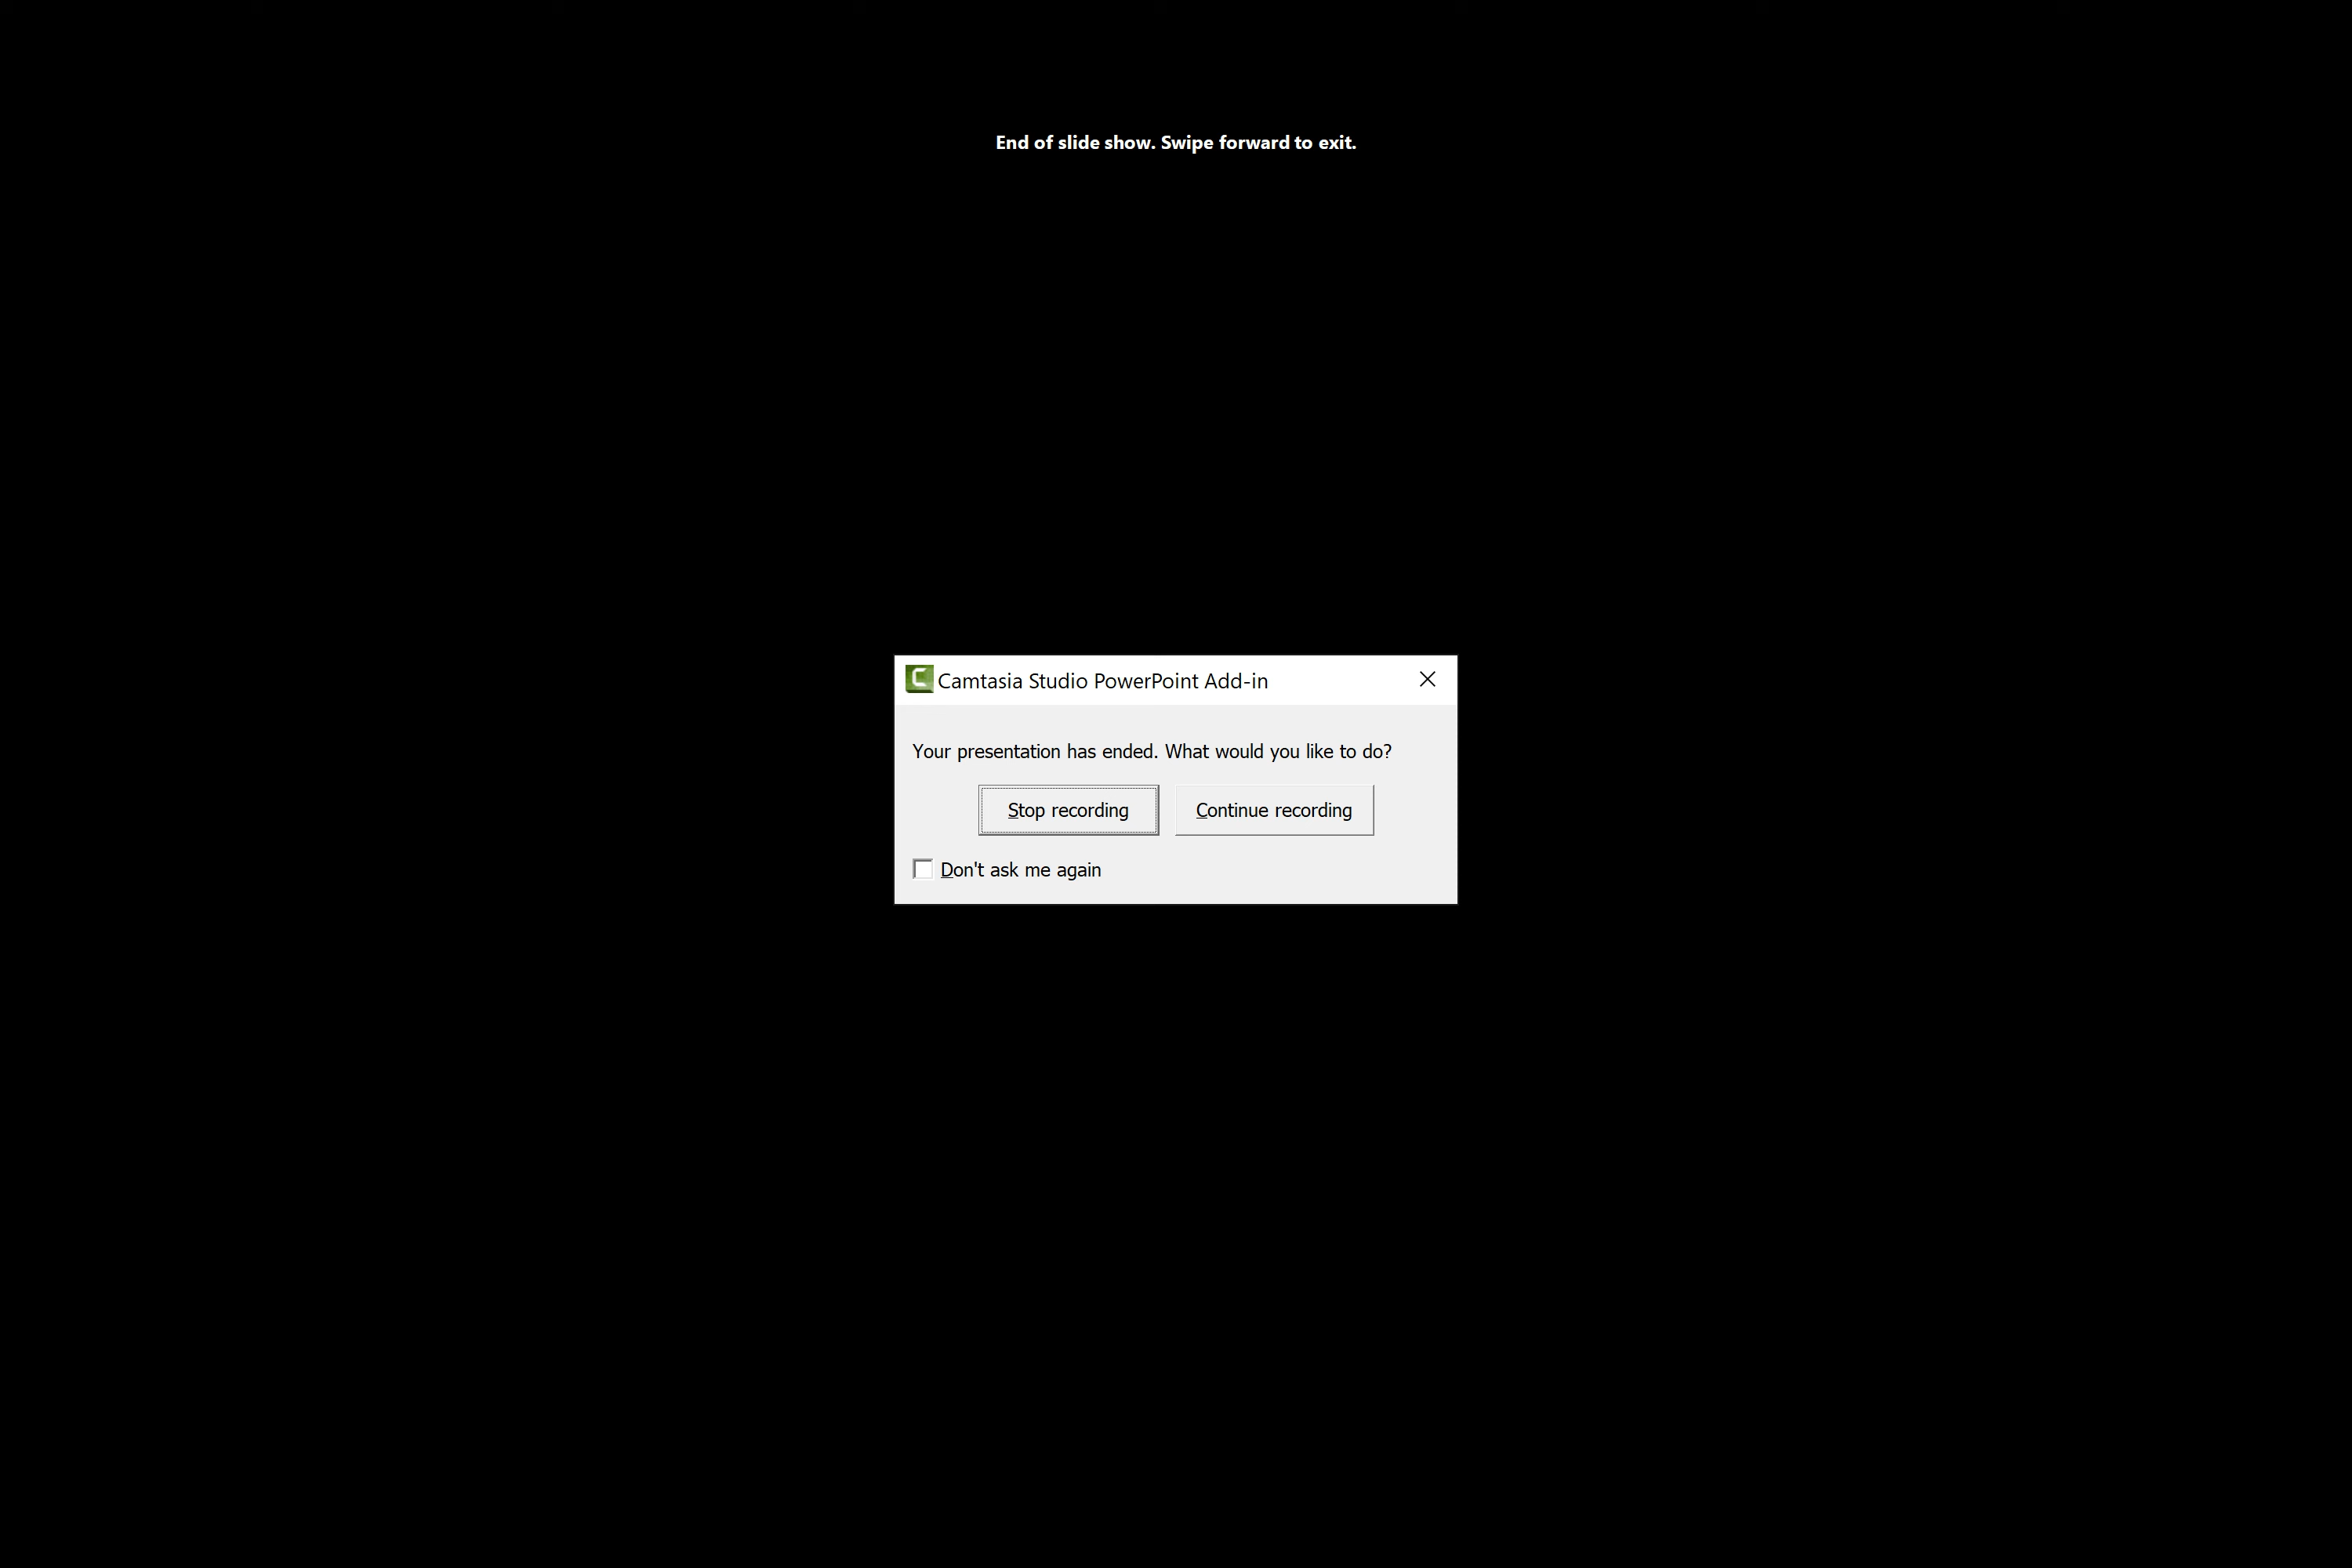 End of slide show. Swipe forward to exit.
Camtasia Studio PowerPoint Add-in
Your presentation has ended. What would you like to do?
Stop recording
Continue recording
Don't ask me again